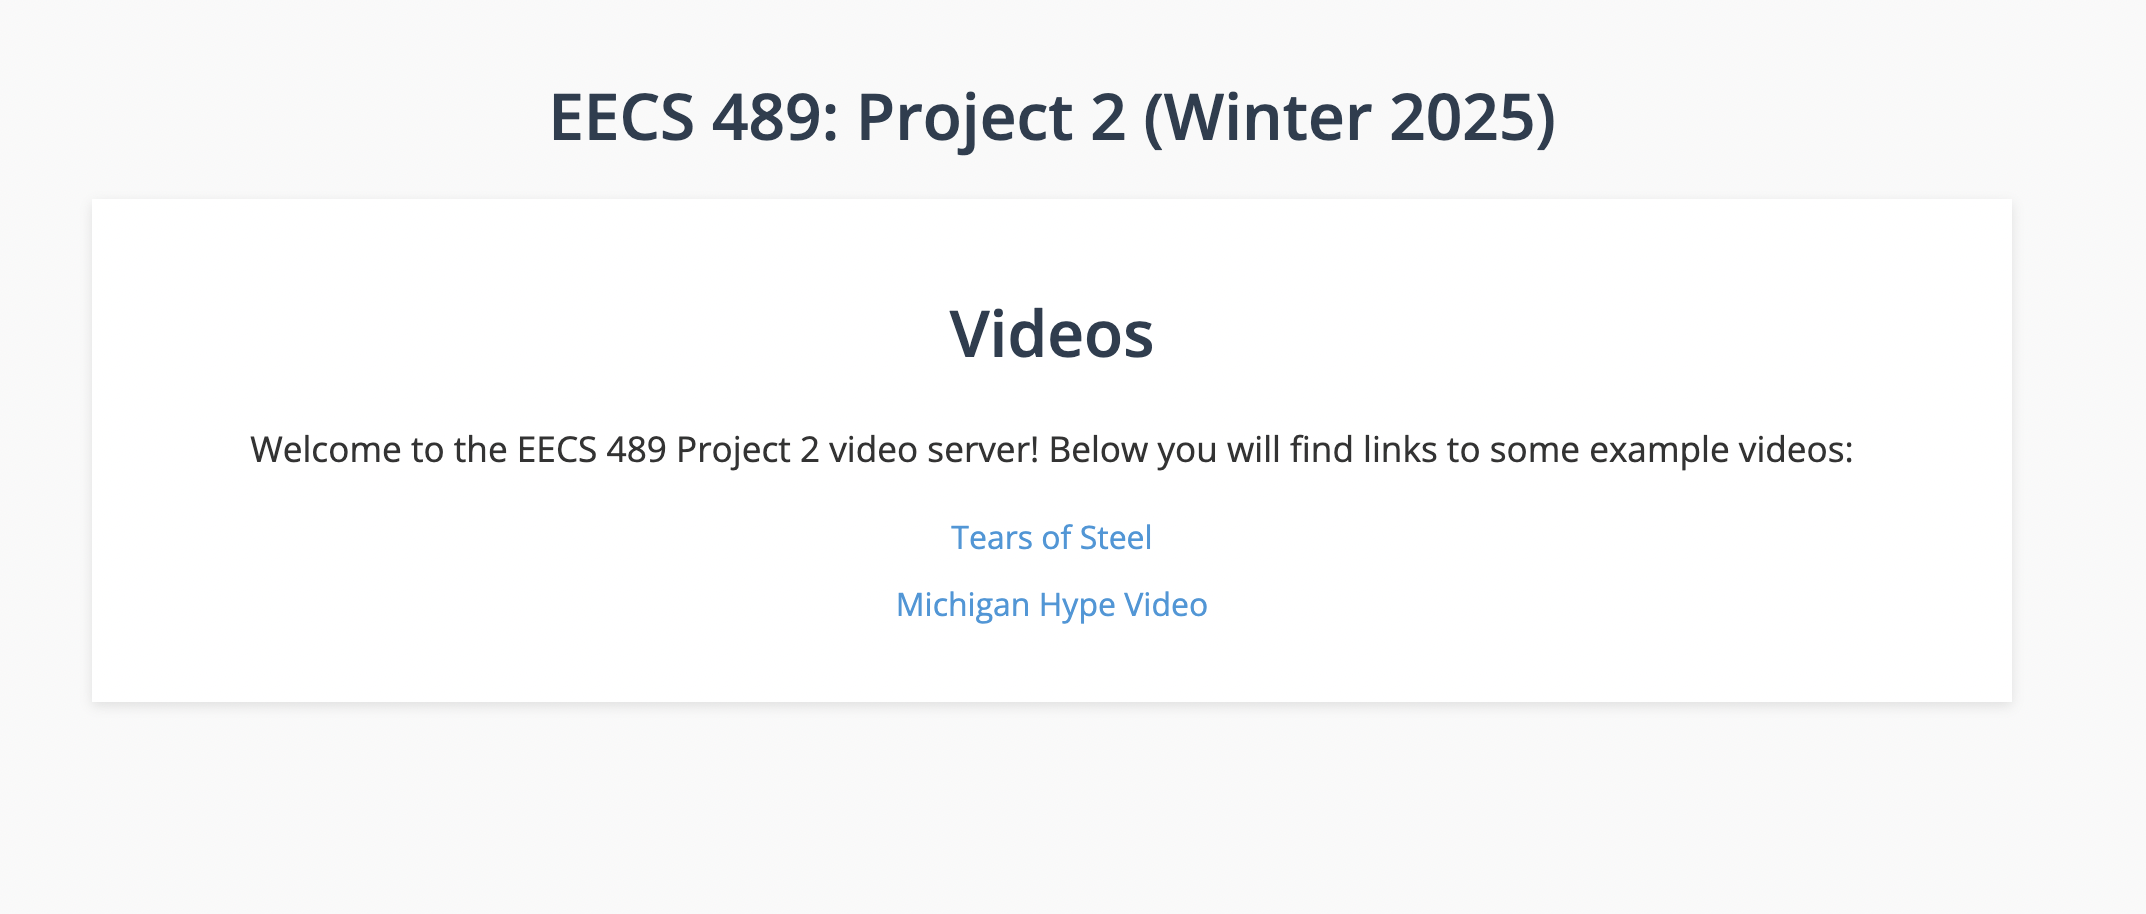 EECS 489: Project 2 (Winter 2025)
Videos
Welcome to the EECS 489 Project 2 video server! Below you will find links to some example videos:
Tears of Steel
Michigan Hype Video